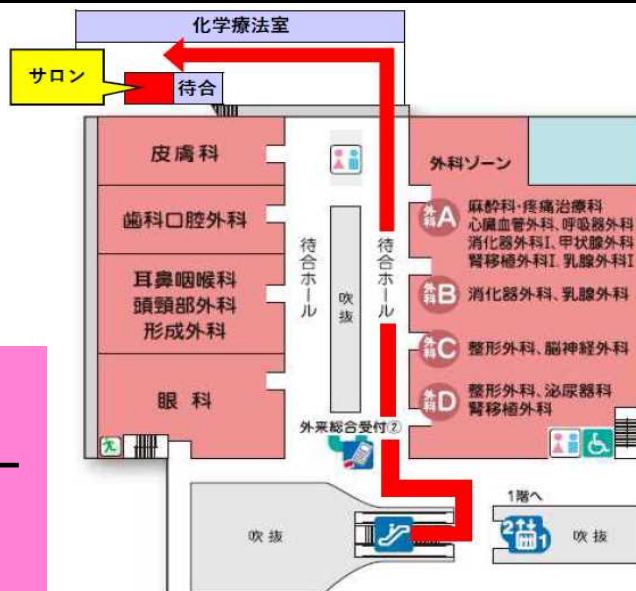 化学療法室
サロン
待合
皮膚科
外科ゾーン
歯科口腔外科
外科A
麻酔科・疼痛治療科
心臓血管外科、呼吸器外科
消化器外科I、甲状腺外科
腎移植外科I、乳腺外科I
待合ホール
吹抜
待合ホール
耳鼻咽喉科
頭頸部外科
形成外科
外科B
消化器外科、乳腺外科
外科C
整形外科、脳神経外科
眼科
外科D
整形外科、泌尿器科
腎移植外科
外来総合受付②
吹抜
1階へ
2
1
吹抜